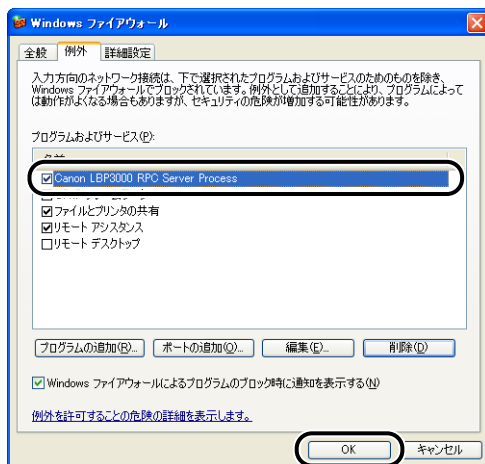 Windows ファイアウォール
全般 例外 詳細設定
入力方向のネットワーク接続は、下で選択されたプログラムおよびサービスのためのものを除き、
Windows ファイアウォールでブロックされています。例外として追加することにより、プログラムによって
は動作がよくなる場合もありますが、セキュリティの危険が増加する可能性があります。
プログラムおよびサービス(P):
Canon LBP3000 RPC Server Process
ファイルとプリンタの共有
リモート アシスタンス
リモート デスクトップ
プログラムの追加(R)... ポートの追加(O)... 編集(E)... 削除(D)
Windows ファイアウォールによるプログラムのブロック時に通知を表示する(N)
例外を許可することの危険の詳細を表示します。
OK キャンセル